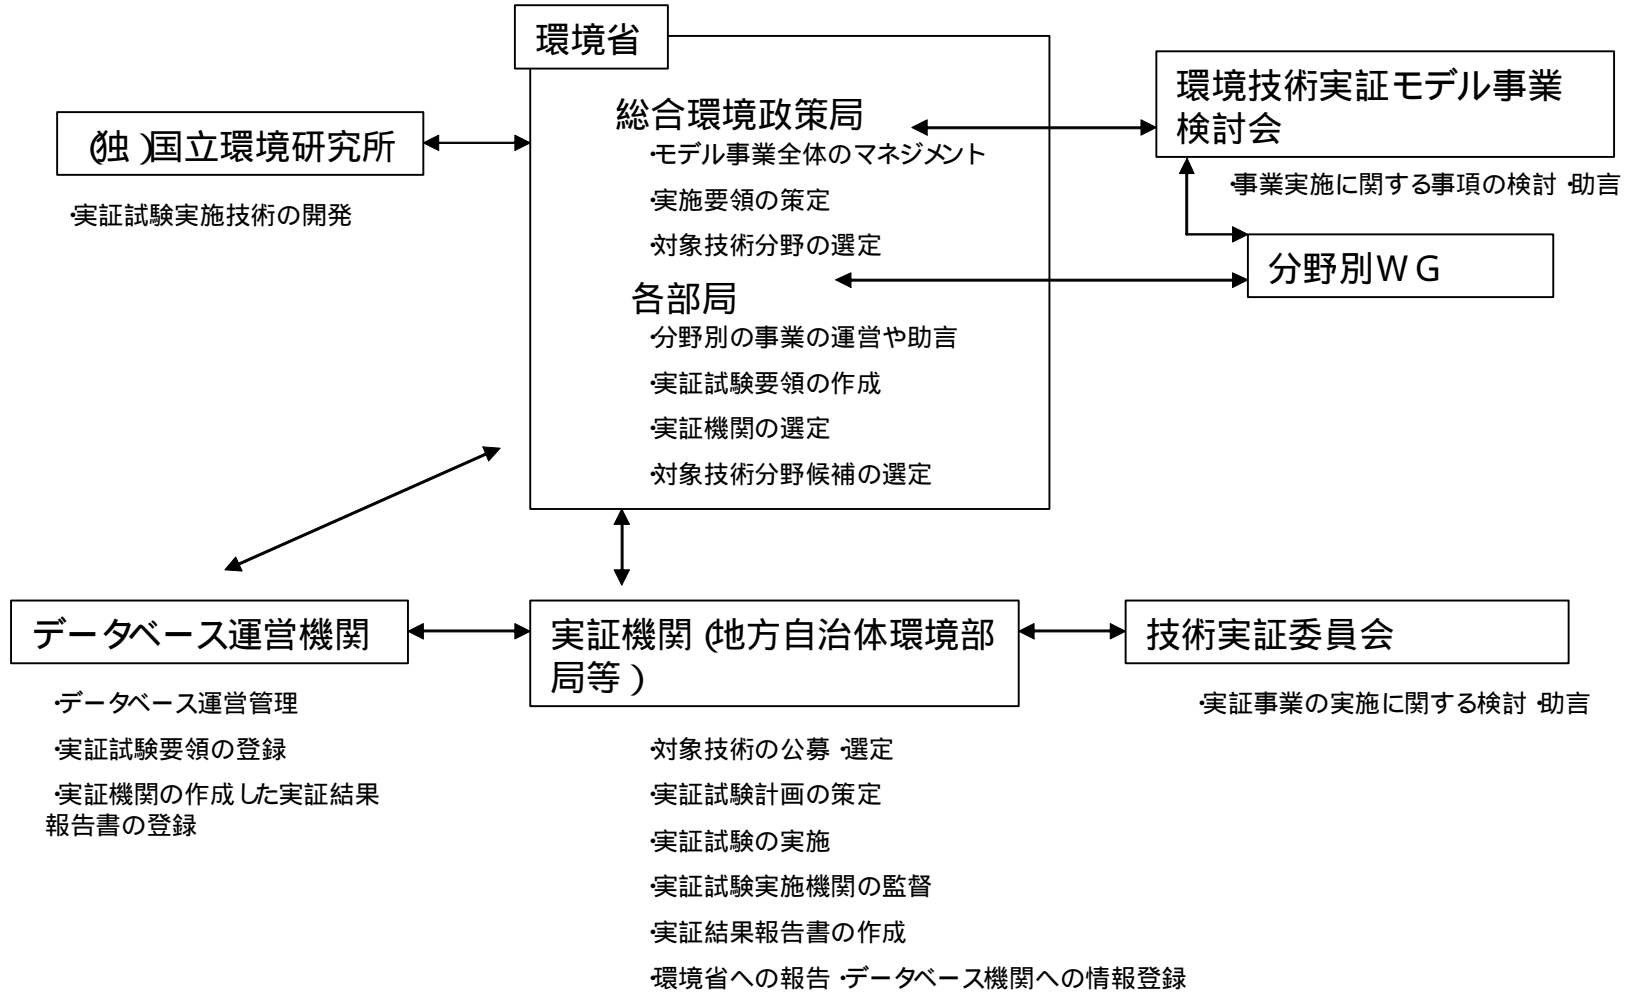 環境省
総合環境政策局
・モデル事業全体のマネジメント
・実施要領の策定
・対象技術分野の選定
各部局
・分野別の事業の運営や助言
・実証試験要領の作成
・実証機関の選定
・対象技術分野候補の選定
(独)国立環境研究所
・実証試験実施技術の開発
環境技術実証モデル事業
検討会
・事業実施に関する事項の検討・助言
分野別WG
データベース運営機関
・データベース運営管理
・実証試験要領の登録
・実証機関の作成した実証結果
報告書の登録
実証機関(地方自治体環境部
局等)
・対象技術の公募・選定
・実証試験計画の策定
・実証試験の実施
・実証試験実施機関の監督
・実証結果報告書の作成
・環境省への報告・データベース機関への情報登録
技術実証委員会
・実証事業の実施に関する検討・助言